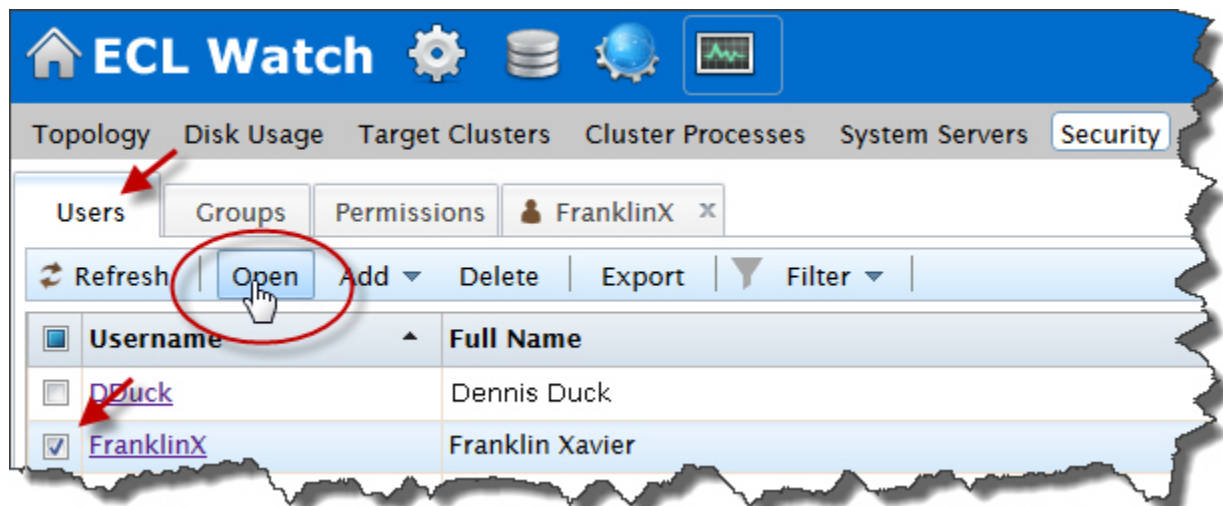 ECL Watch
Topology Disk Usage Target Clusters Cluster Processes System Servers Security
Users Groups Permissions FranklinX x
Refresh Open Add Delete Export Filter
Username Full Name
DDuck Dennis Duck
FranklinX Franklin Xavier